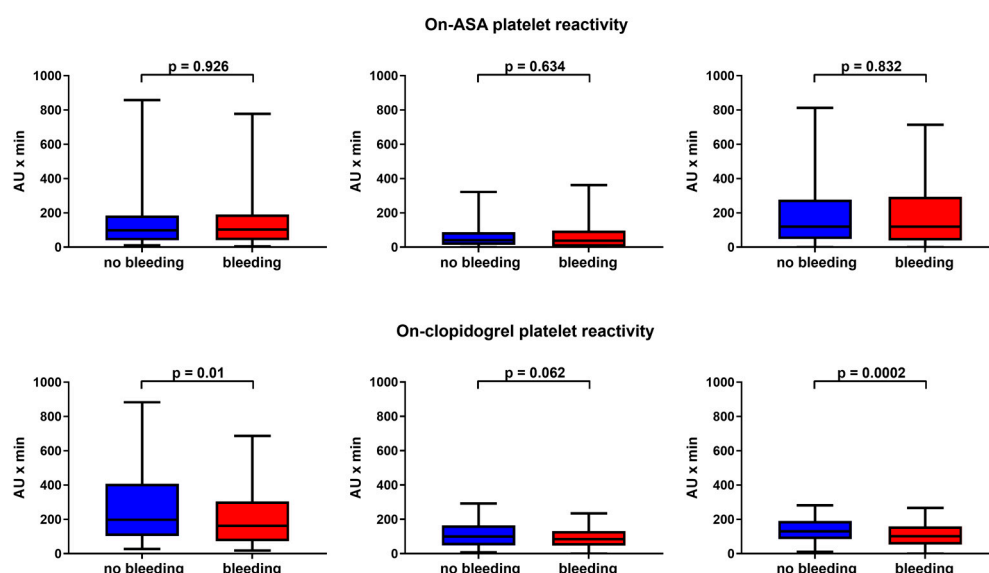 On-ASA platelet reactivity
p = 0.926
1000
800
600
400
200
0
AU x min
no bleeding
bleeding
p = 0.634
1000
800
600
400
200
0
AU x min
no bleeding
bleeding
p = 0.832
1000
800
600
400
200
0
AU x min
no bleeding
bleeding
On-clopidogrel platelet reactivity
p = 0.01
1000
800
600
400
200
0
AU x min
no bleeding
bleeding
p = 0.062
1000
800
600
400
200
0
AU x min
no bleeding
bleeding
p = 0.0002
1000
800
600
400
200
0
AU x min
no bleeding
bleeding